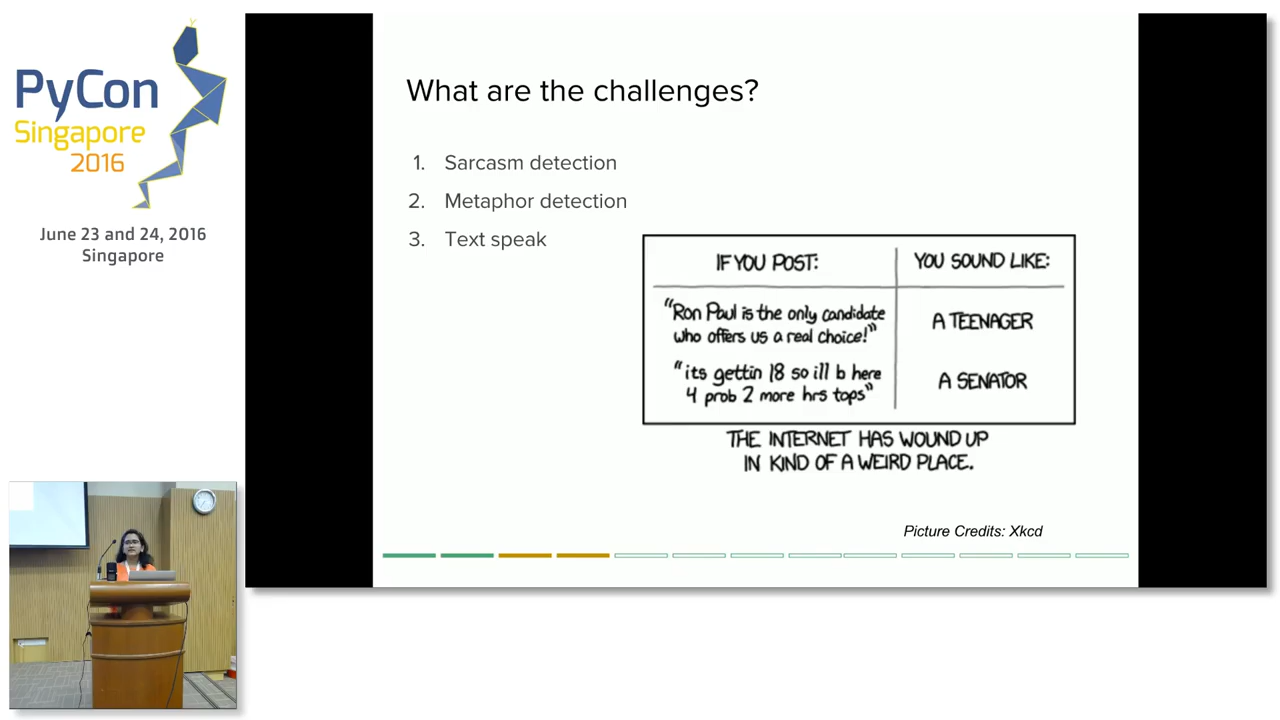 PyCon
Singapore
2016
June 23 and 24, 2016
Singapore
What are the challenges?
1. Sarcasm detection
2. Metaphor detection
3. Text speak
IF YOU POST:
YOU SOUND LIKE:
"Ron Paul is the only candidate
who offers us a real choice!"
A TEENAGER
"its gettin l8 so ill b here
4 prob 2 more hrs tops"
A SENATOR
THE INTERNET HAS WOUND UP
IN KIND OF A WEIRD PLACE.
Picture Credits: Xkcd